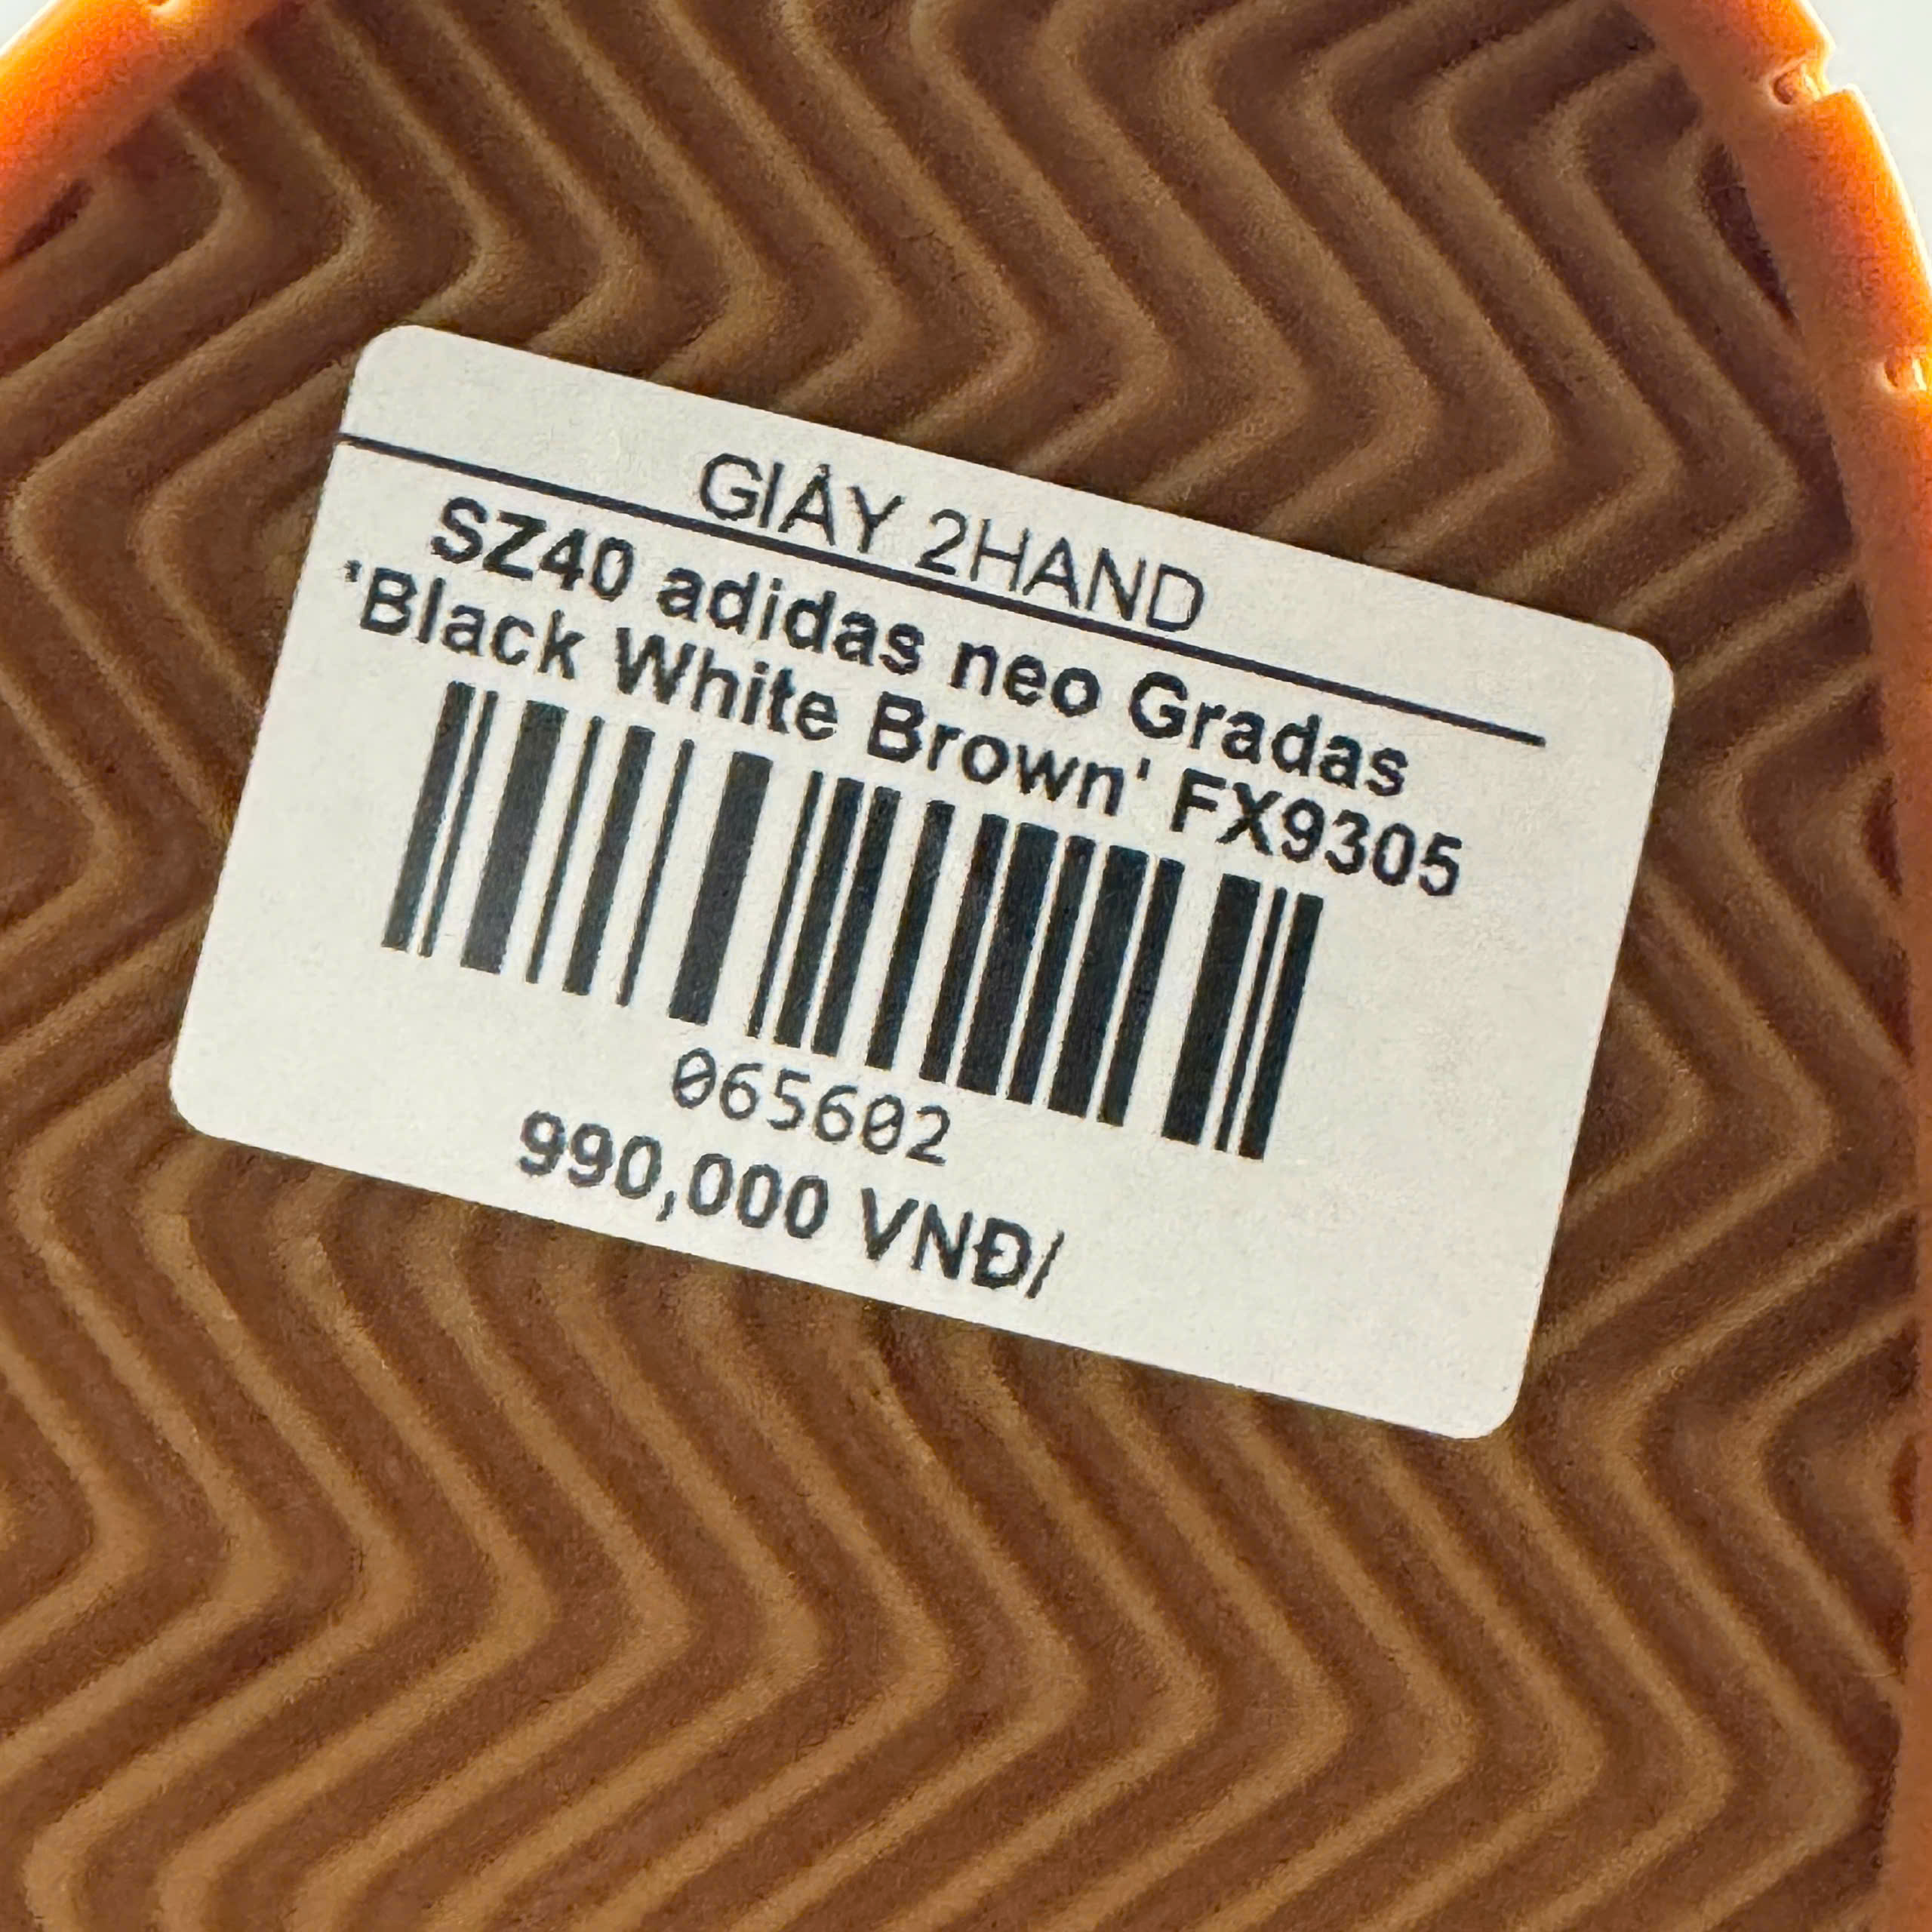 GIÀY 2HAND
SZ40 adidas neo Gradas
'Black White Brown' FX9305
065602
990,000 VNĐ/